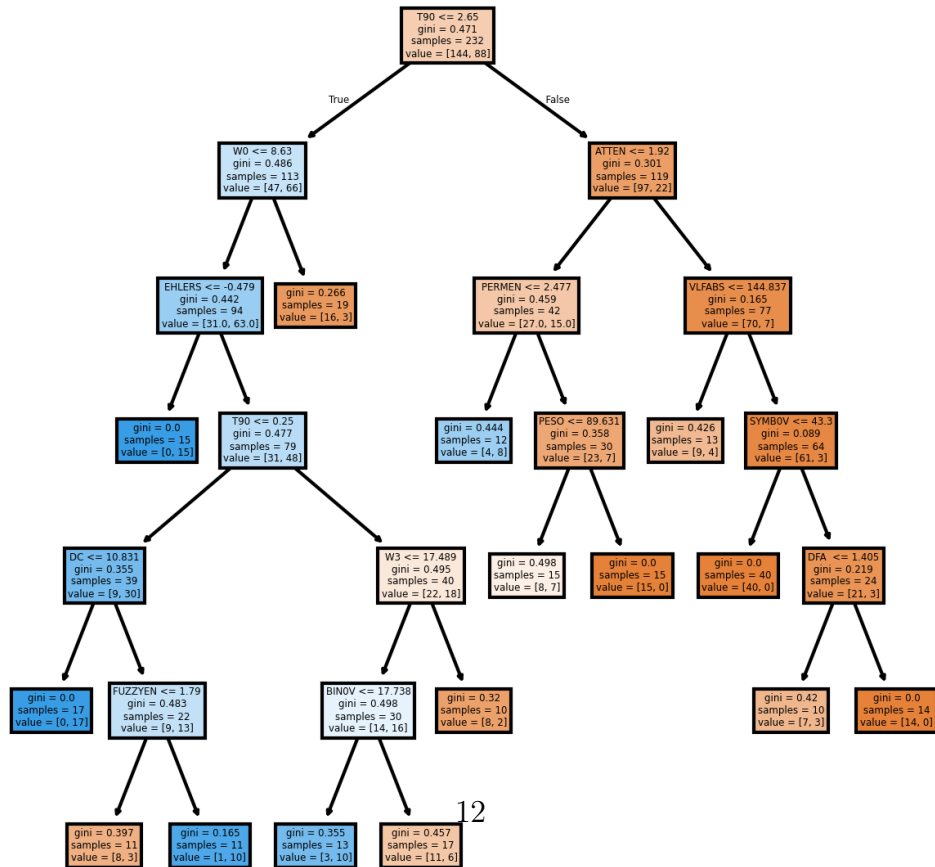 T90 <= 2.65
gini = 0.471
samples = 232
value = [144, 88]
True
False
W0 <= 8.63
gini = 0.486
samples = 113
value = [47, 66]
ATTEN <= 1.92
gini = 0.301
samples = 119
value = [97, 22]
EHLERS <= -0.479
gini = 0.442
samples = 94
value = [31.0, 63.0]
gini = 0.266
samples = 19
value = [16, 3]
PERMEN <= 2.477
gini = 0.459
samples = 42
value = [27.0, 15.0]
VLFABS <= 144.837
gini = 0.165
samples = 77
value = [70, 7]
gini = 0.0
samples = 15
value = [0, 15]
T90 <= 0.25
gini = 0.477
samples = 79
value = [31, 48]
gini = 0.444
samples = 12
value = [4, 8]
PESO <= 89.631
gini = 0.358
samples = 30
value = [23, 7]
gini = 0.426
samples = 13
value = [9, 4]
SYMB0V <= 43.3
gini = 0.089
samples = 64
value = [61, 3]
DC <= 10.831
gini = 0.355
samples = 39
value = [9, 30]
W3 <= 17.489
gini = 0.495
samples = 40
value = [22, 18]
gini = 0.498
samples = 15
value = [8, 7]
gini = 0.0
samples = 15
value = [15, 0]
gini = 0.0
samples = 40
value = [40, 0]
DFA <= 1.405
gini = 0.219
samples = 24
value = [21, 3]
gini = 0.0
samples = 17
value = [0, 17]
FUZZYEN <= 1.79
gini = 0.483
samples = 22
value = [9, 13]
BIN0V <= 17.738
gini = 0.498
samples = 30
value = [14, 16]
gini = 0.32
samples = 10
value = [8, 2]
gini = 0.42
samples = 10
value = [7, 3]
gini = 0.0
samples = 14
value = [14, 0]
gini = 0.397
samples = 11
value = [8, 3]
gini = 0.165
samples = 11
value = [1, 10]
gini = 0.355
samples = 13
value = [3, 10]
gini = 0.457
samples = 17
value = [11, 6]
12